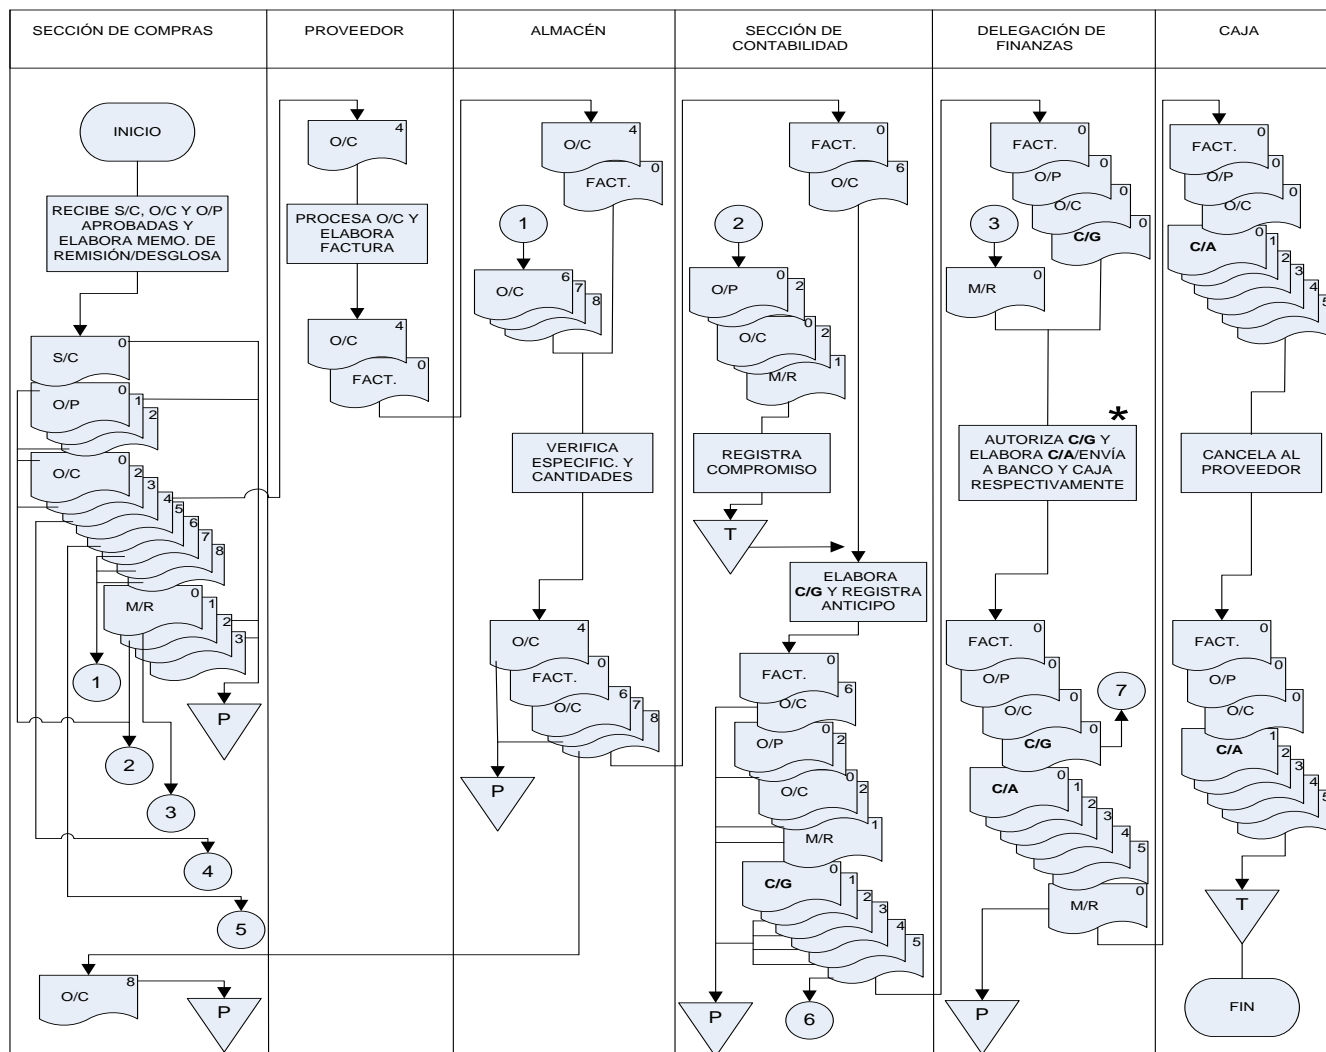 SECCIÓN DE COMPRAS
PROVEEDOR
ALMACÉN
SECCIÓN DE
CONTABILIDAD
DELEGACIÓN DE
FINANZAS
CAJA
INICIO
RECIBE S/C, O/C Y O/P
APROBADAS Y
ELABORA MEMO. DE
REMISIÓN/DESGLOSA
S/C
0
O/P
0
1
2
O/C
0
2
3
4
5
6
7
8
M/R
0
1
2
3
1
P
2
3
4
5
O/C
8
P
O/C
4
PROCESA O/C Y
ELABORA
FACTURA
O/C
4
FACT.
0
O/C
4
FACT.
0
1
O/C
6
7
8
VERIFICA
ESPECIFIC. Y
CANTIDADES
O/C
4
FACT.
0
O/C
6
7
8
P
FACT.
0
O/C
6
2
O/P
0
2
O/C
0
2
M/R
1
REGISTRA
COMPROMISO
T
ELABORA
C/G Y REGISTRA
ANTICIPO
FACT.
0
O/C
6
O/P
0
2
O/C
0
2
M/R
1
C/G
0
1
2
3
4
5
P
6
FACT.
0
O/P
0
O/C
0
C/G
0
3
M/R
0
*
AUTORIZA C/G Y
ELABORA C/A/ENVÍA
A BANCO Y CAJA
RESPECTIVAMENTE
FACT.
0
O/P
0
O/C
0
C/G
0
7
C/A
0
1
2
3
4
5
M/R
0
P
FACT.
0
O/P
0
O/C
0
C/A
0
1
2
3
4
5
CANCELA AL
PROVEEDOR
FACT.
0
O/P
0
O/C
0
C/A
1
2
3
4
5
T
FIN